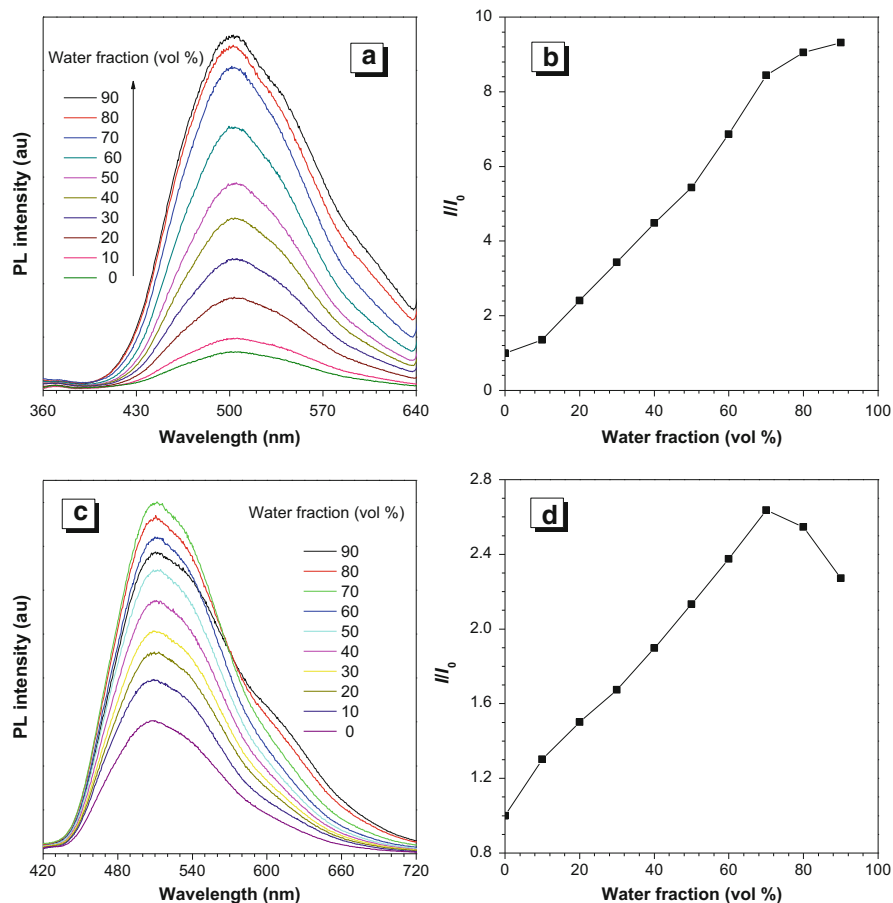 a
Water fraction (vol %)
90
80
70
60
50
40
30
20
10
0
PL intensity (au)
360 430 500 570 640
Wavelength (nm)
b
10
8
6
4
2
0
I/I0
0 20 40 60 80 100
Water fraction (vol %)
c
Water fraction (vol %)
90
80
70
60
50
40
30
20
10
0
PL intensity (au)
420 480 540 600 660 720
Wavelength (nm)
d
2.8
2.4
2.0
1.6
1.2
0.8
I/I0
0 20 40 60 80 100
Water fraction (vol %)